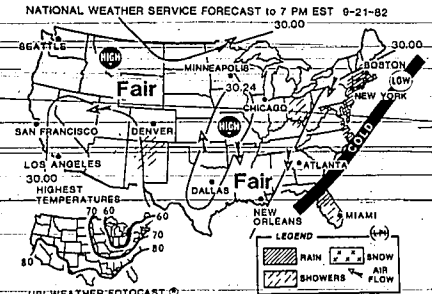 NATIONAL WEATHER SERVICE FORECAST to 7 PM EST 9-21-82
30.00
SEATTLE
HIGH
Fair
MINNEAPOLIS
30.24
BOSTON
30.00
LOW
NEW YORK
CHICAGO
HIGH
COLD
SAN FRANCISCO
DENVER
LOS ANGELES
30.00
ATLANTA
DALLAS
Fair
NEW ORLEANS
MIAMI
HIGHEST TEMPERATURES
70 60
60
70
80
80
LEGEND
RAIN
SNOW
SHOWERS
AIR FLOW
UPI WEATHER FOTOCAST ®